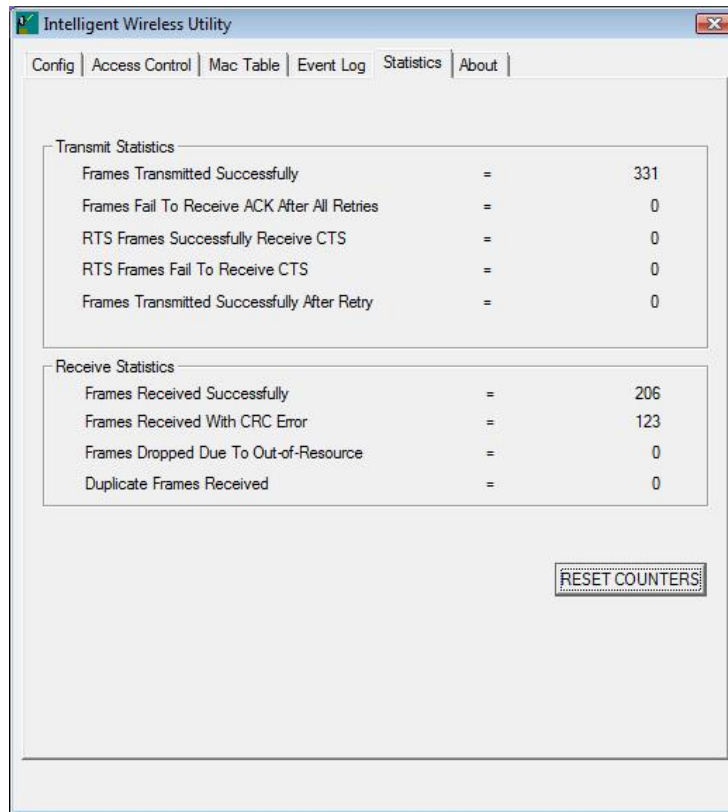 Intelligent Wireless Utility
Config Access Control Mac Table Event Log Statistics About
Transmit Statistics
Frames Transmitted Successfully = 331
Frames Fail To Receive ACK After All Retries = 0
RTS Frames Successfully Receive CTS = 0
RTS Frames Fail To Receive CTS = 0
Frames Transmitted Successfully After Retry = 0
Receive Statistics
Frames Received Successfully = 206
Frames Received With CRC Error = 123
Frames Dropped Due To Out-of-Resource = 0
Duplicate Frames Received = 0
RESET COUNTERS